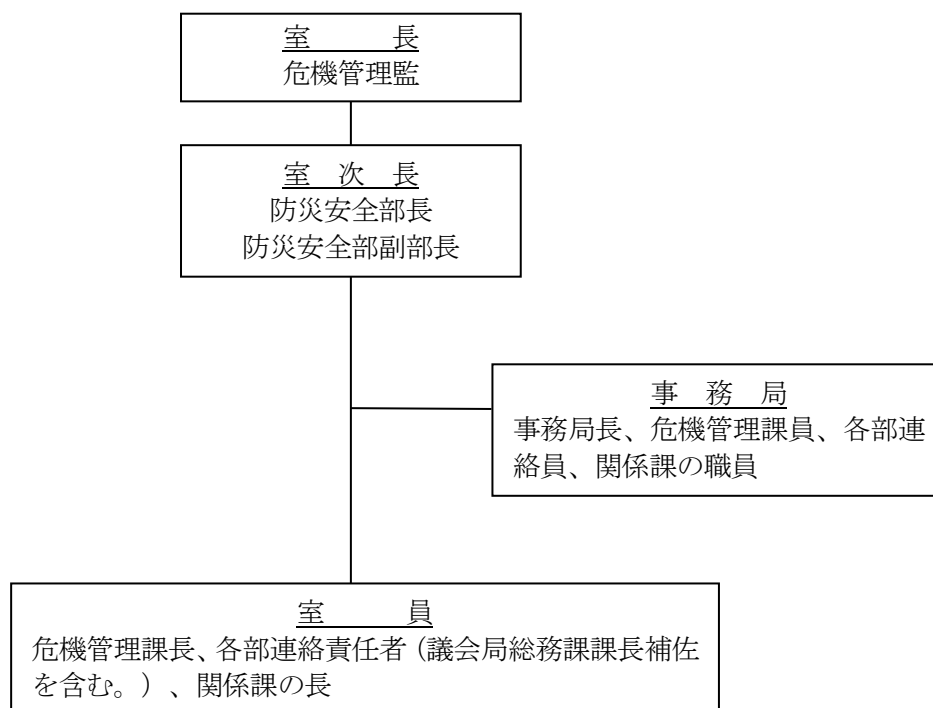 室　　　長
危機管理監
室　次　長
防災安全部長
防災安全部副部長
事　務　局
事務局長、危機管理課員、各部連
絡員、関係課の職員
室　　　員
危機管理課長、各部連絡責任者（議会局総務課課長補佐
を含む。）、関係課の長